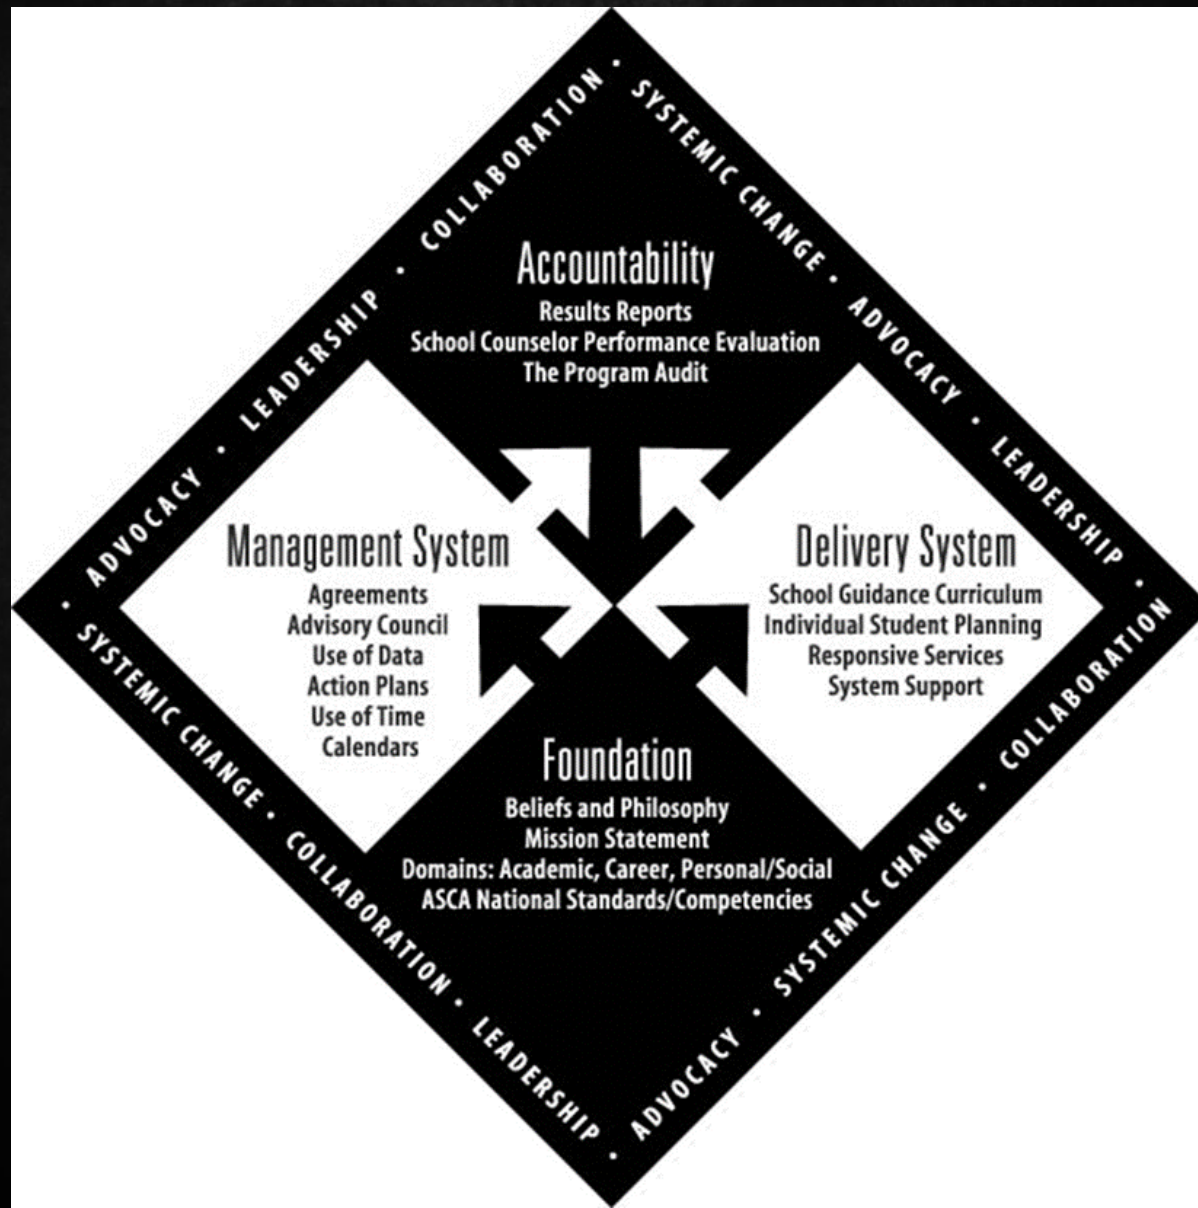 ADVOCACY • LEADERSHIP • COLLABORATION •
SYSTEMIC CHANGE • ADVOCACY • LEADERSHIP •
Accountability
Results Reports
School Counselor Performance Evaluation
The Program Audit
Management System
Agreements
Advisory Council
Use of Data
Action Plans
Use of Time
Calendars
Delivery System
School Guidance Curriculum
Individual Student Planning
Responsive Services
System Support
Foundation
Beliefs and Philosophy
Mission Statement
Domains: Academic, Career, Personal/Social
ASCA National Standards/Competencies
• SYSTEMIC CHANGE • COLLABORATION • LEADERSHIP •
ADVOCACY • SYSTEMIC CHANGE • COLLABORATION